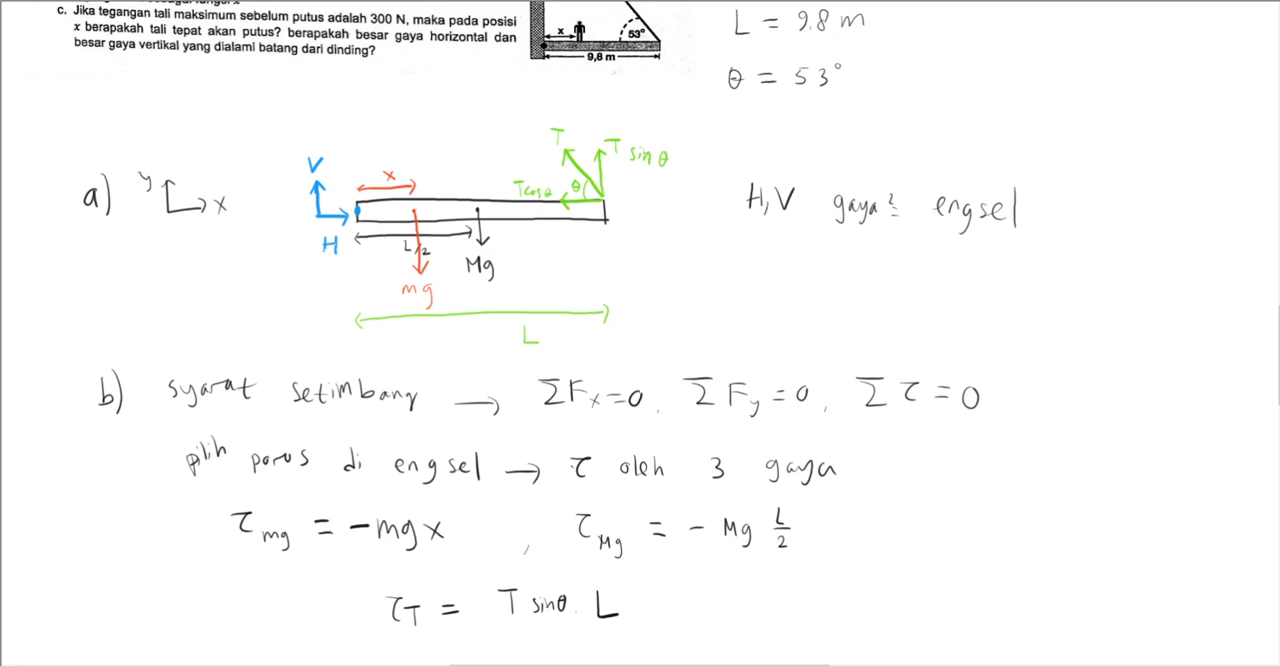 c. Jika tegangan tali maksimum sebelum putus adalah 300 N, maka pada posisi
x berapakah tali tepat akan putus? berapakah besar gaya horizontal dan
besar gaya vertikal yang dialami batang dari dinding?
x
53°
9,8 m
L = 9.8 m
θ = 53°
a) y x
V
H
x
L/2
mg
Mg
T
T sin θ
T cos θ
θ
L
H, V gaya² engsel
b) syarat setimbang → ΣFx = 0, ΣFy = 0, Στ = 0
pilih poros di engsel → τ oleh 3 gaya
τmg = -mg x , τMg = - Mg L/2
τT = T sinθ . L